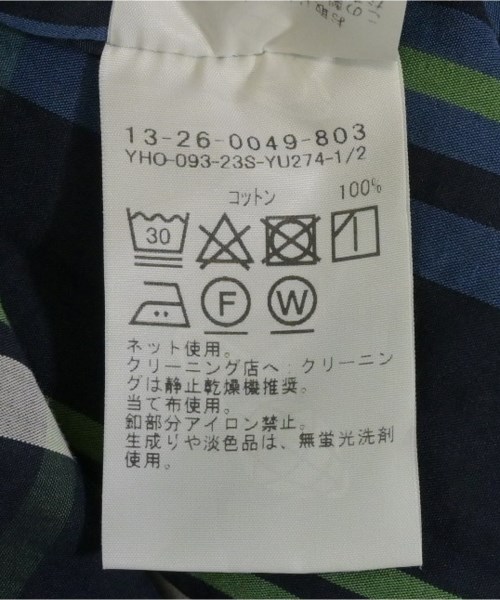 13-26-0049-803
YHO-093-23S-YU274-1/2
コットン 100%
30
F W
ネット使用。
クリーニング店へ:クリーニン
グは静止乾燥機推奨。
当て布使用。
釦部分アイロン禁止。
生成りや淡色品は、無蛍光洗剤
使用。